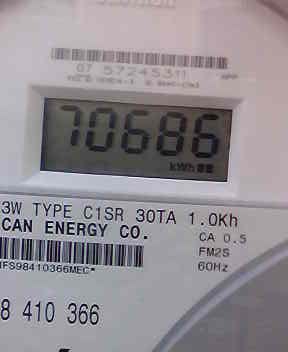 07 57245311
70686
kWh
3W TYPE C1SR 30TA 1.0Kh
CAN ENERGY CO.
CA 0.5
FM2S
60Hz
IFS98410366MEC*
8 410 366